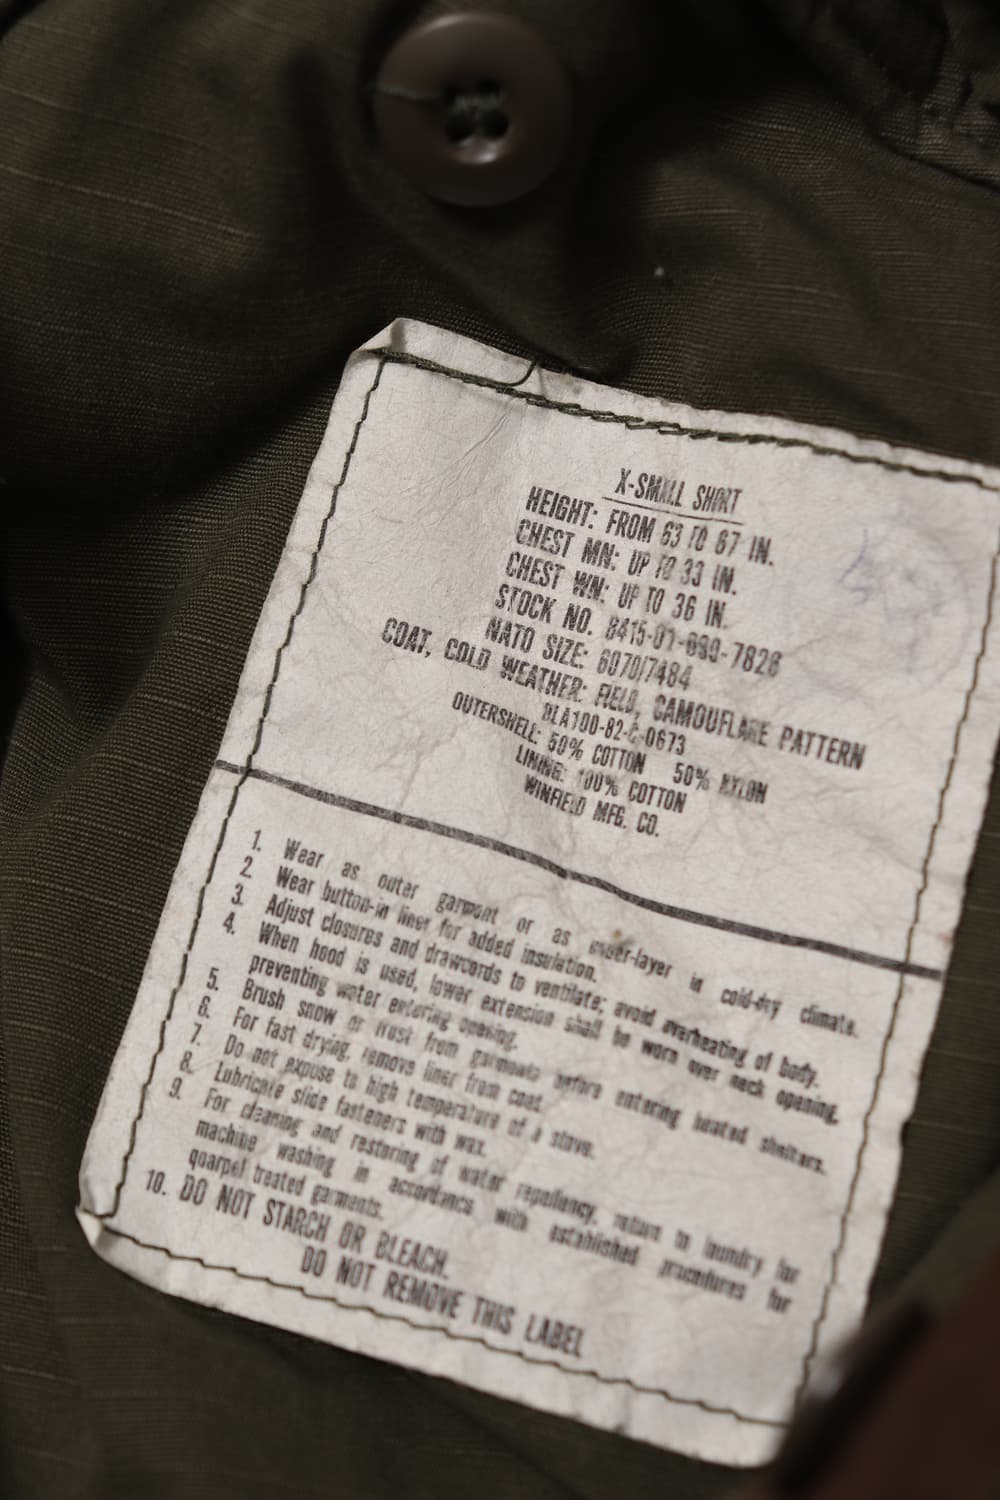 X-SMALL SHORT
HEIGHT: FROM 63 TO 67 IN.
CHEST MN: UP TO 33 IN.
CHEST WN: UP TO 36 IN.
STOCK NO. 8415-01-099-7828
NATO SIZE: 6070/7484
COAT, COLD WEATHER: FIELD, CAMOUFLAGE PATTERN
DLA100-82-C-0673
OUTERSHELL: 50% COTTON 50% NYLON
LINING: 100% COTTON
WINFIELD MFG. CO.
1. Wear as outer garment or as under-layer in cold-dry climate.
2. Wear button-in liner for added insulation.
3. Adjust closures and drawcords to ventilate; avoid overheating of body.
4. When hood is used, lower extension shall be worn over neck opening,
preventing water entering opening.
5. Brush snow or frost from garments before entering heated shelters.
6. For fast drying, remove liner from coat.
7. Do not expose to high temperature of a stove.
8. Lubricate slide fasteners with wax.
9. For cleaning and restoring of water repellency, return to laundry for
machine washing in accordance with established procedures for
quarpel treated garments.
10. DO NOT STARCH OR BLEACH.
DO NOT REMOVE THIS LABEL